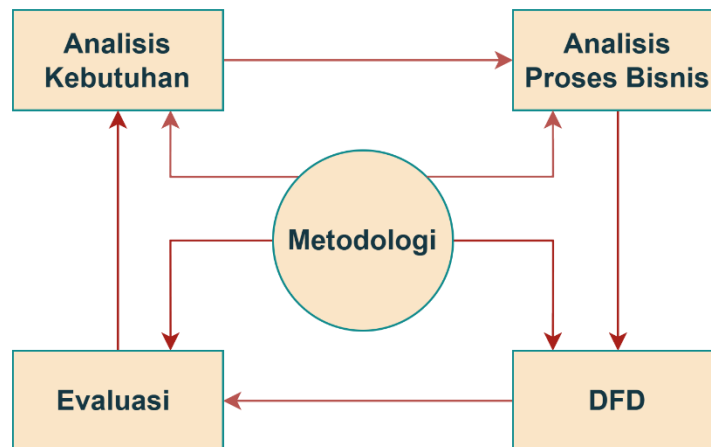 Analisis
Kebutuhan
Analisis
Proses Bisnis
Metodologi
Evaluasi
DFD